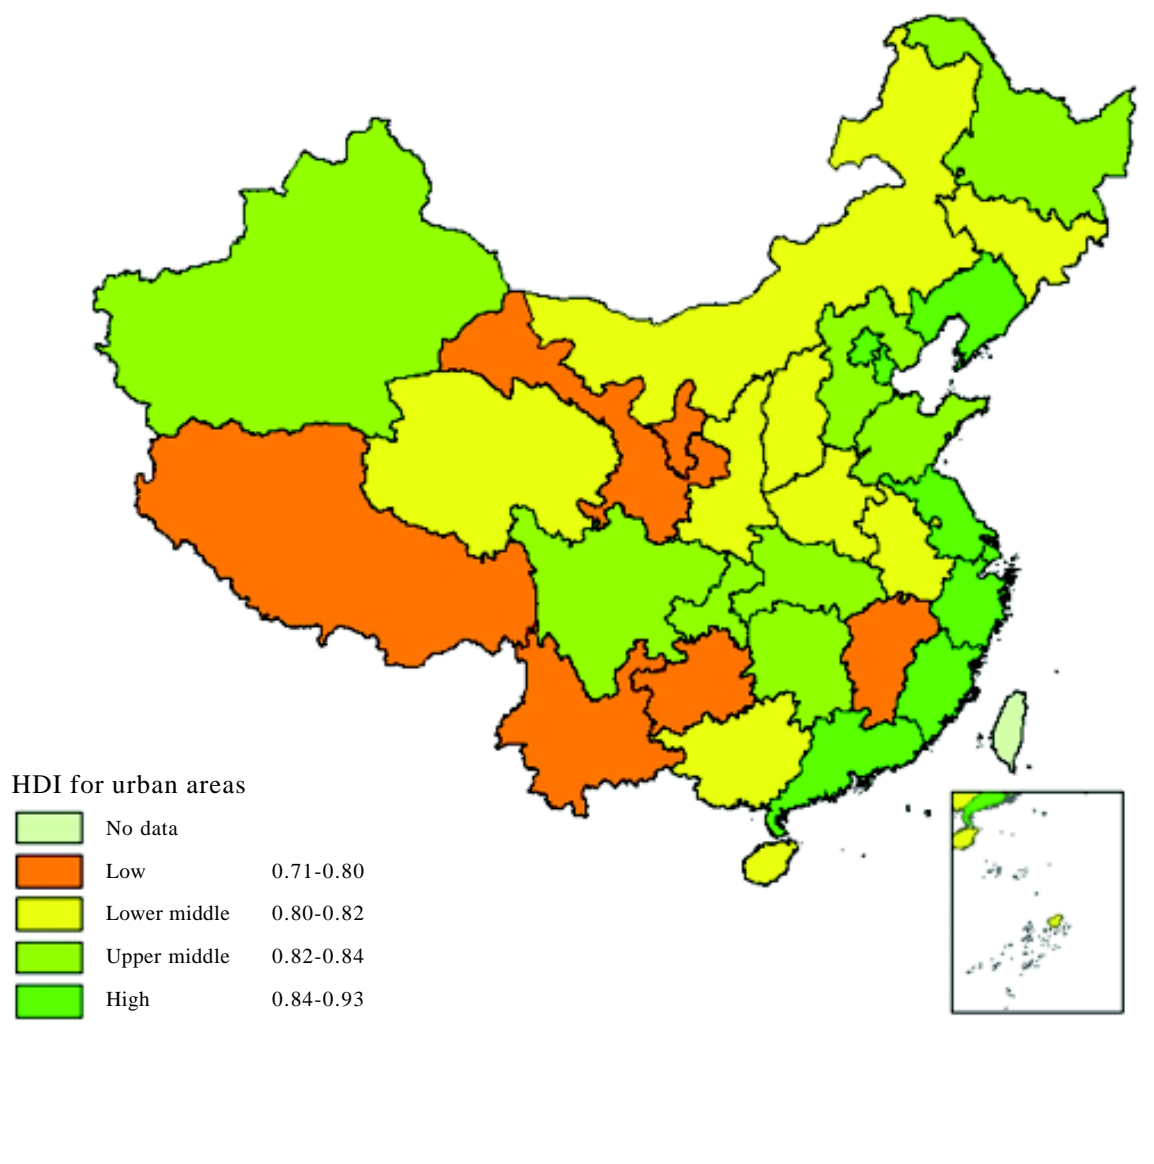 HDI for urban areas
No data
Low 0.71-0.80
Lower middle 0.80-0.82
Upper middle 0.82-0.84
High 0.84-0.93